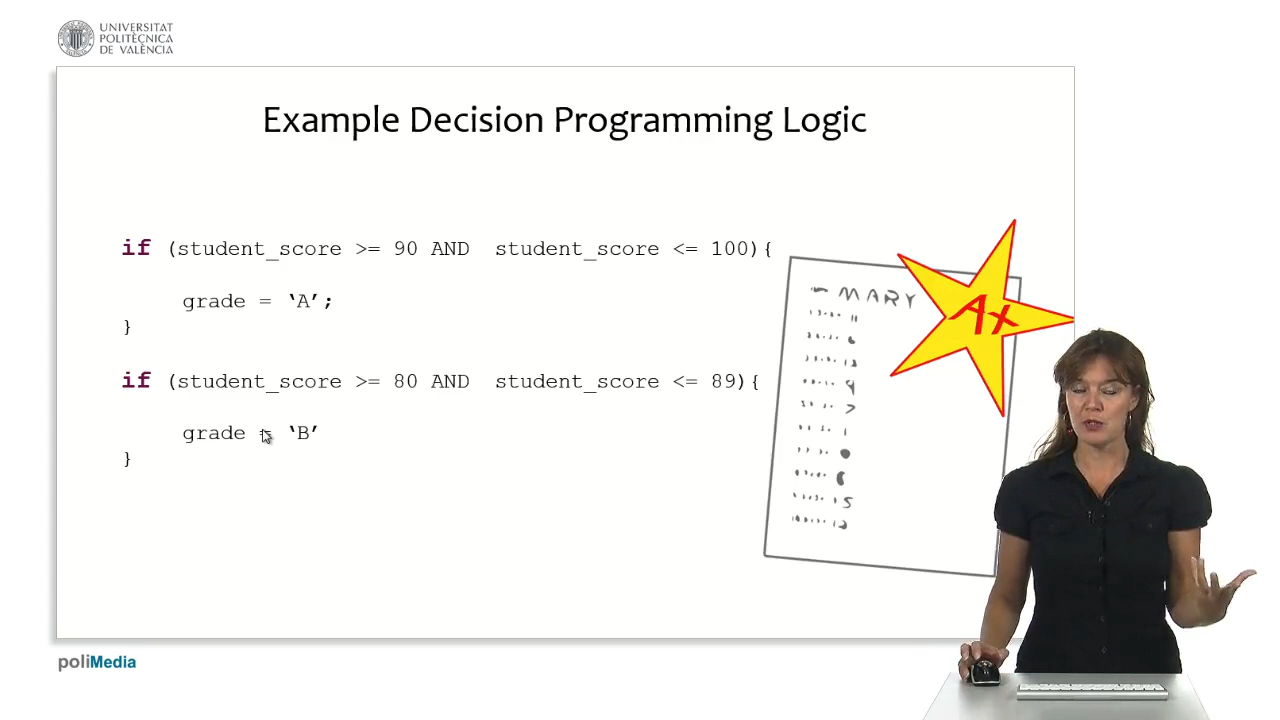 UNIVERSITAT
POLITÈCNICA
DE VALÈNCIA
Example Decision Programming Logic
if (student_score >= 90 AND  student_score <= 100){
grade = ‘A’;
}
if (student_score >= 80 AND  student_score <= 89){
grade = ‘B’
}
MARY
A+
poliMedia